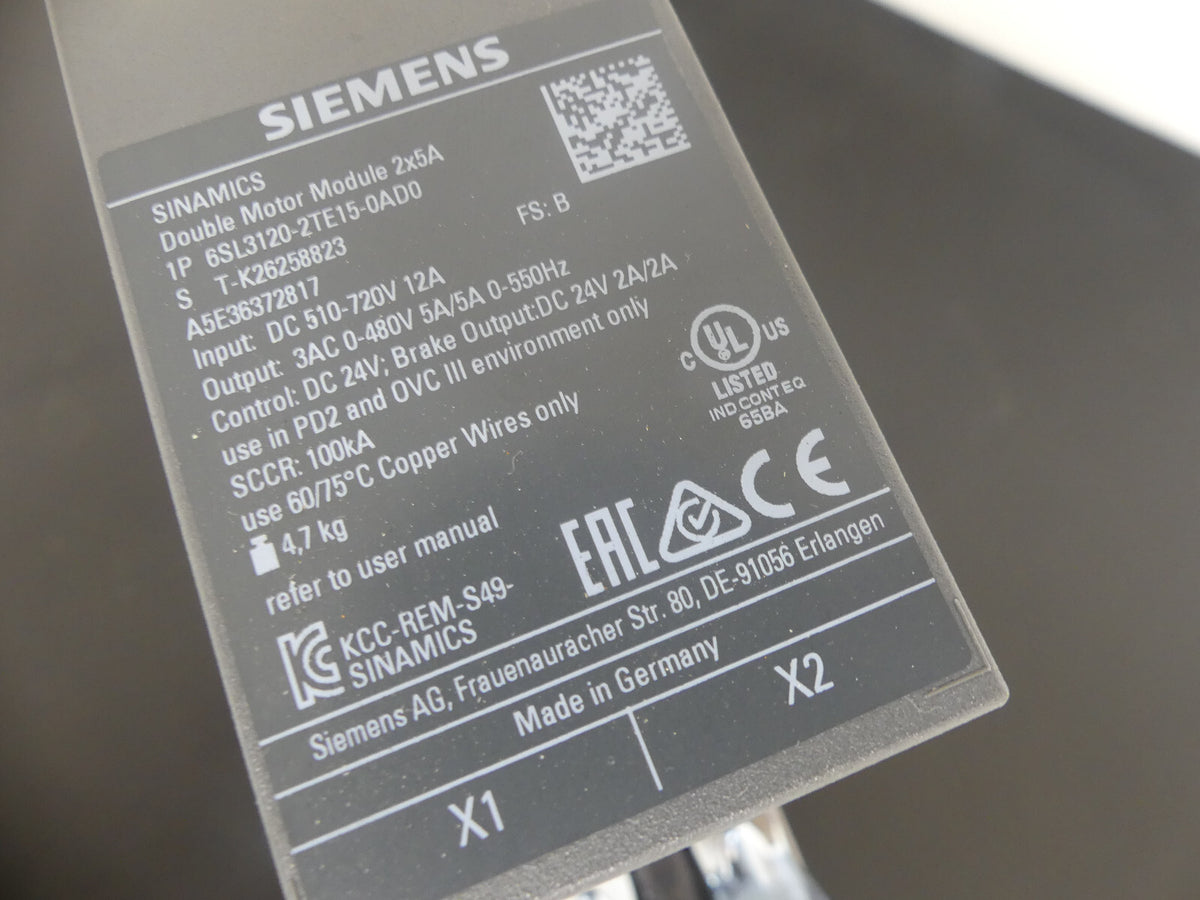 SIEMENS
SINAMICS
Double Motor Module 2x5A
1P 6SL3120-2TE15-0AD0
S T-K26258823 FS: B
A5E36372817
Input: DC 510-720V 12A
Output: 3AC 0-480V 5A/5A 0-550Hz
Control: DC 24V; Brake Output:DC 24V 2A/2A
use in PD2 and OVC III environment only
SCCR: 100kA
use 60/75°C Copper Wires only
4,7 kg
refer to user manual
C UL US
LISTED
IND CONT EQ
65BA
EAC CE
KCC-REM-S49-
SINAMICS
Siemens AG, Frauenauracher Str. 80, DE-91056 Erlangen
Made in Germany
X1 X2